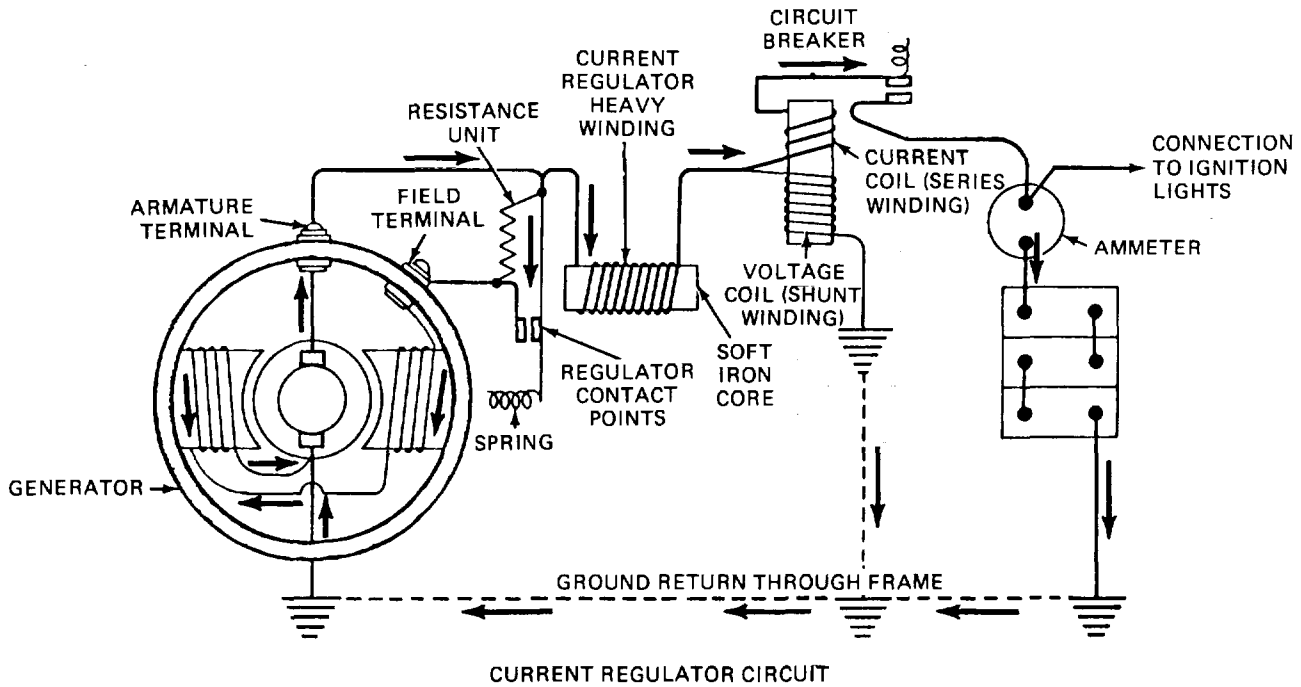 CIRCUIT
BREAKER
CURRENT
REGULATOR
HEAVY
WINDING
RESISTANCE
UNIT
FIELD
TERMINAL
ARMATURE
TERMINAL
CURRENT
COIL (SERIES
WINDING)
CONNECTION
TO IGNITION
LIGHTS
AMMETER
VOLTAGE
COIL (SHUNT
WINDING)
SOFT
IRON
CORE
REGULATOR
CONTACT
POINTS
SPRING
GENERATOR
GROUND RETURN THROUGH FRAME
CURRENT REGULATOR CIRCUIT